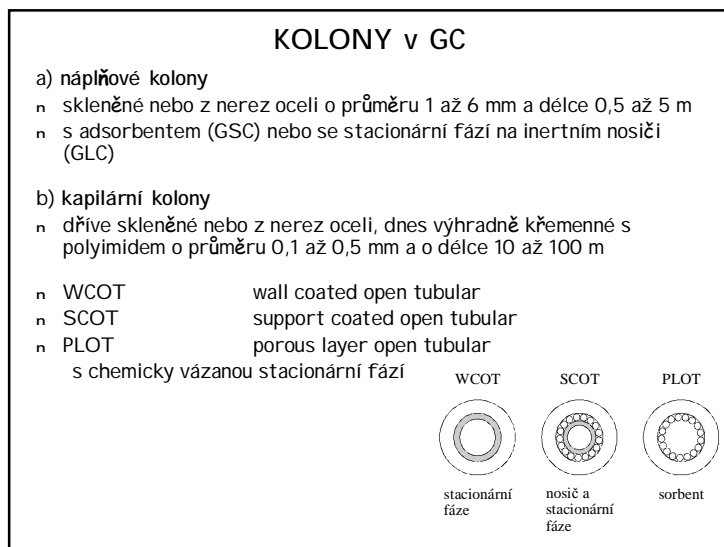 KOLONY v GC
a) náplňové kolony
n skleněné nebo z nerez oceli o průměru 1 až 6 mm a délce 0,5 až 5 m
n s adsorbentem (GSC) nebo se stacionární fází na inertním nosiči
(GLC)
b) kapilární kolony
n dříve skleněné nebo z nerez oceli, dnes výhradně křemenné s
polyimidem o průměru 0,1 až 0,5 mm a o délce 10 až 100 m
n WCOT wall coated open tubular
n SCOT support coated open tubular
n PLOT porous layer open tubular
s chemicky vázanou stacionární fází
WCOT SCOT PLOT
stacionární nosič a sorbent
fáze stacionární
fáze